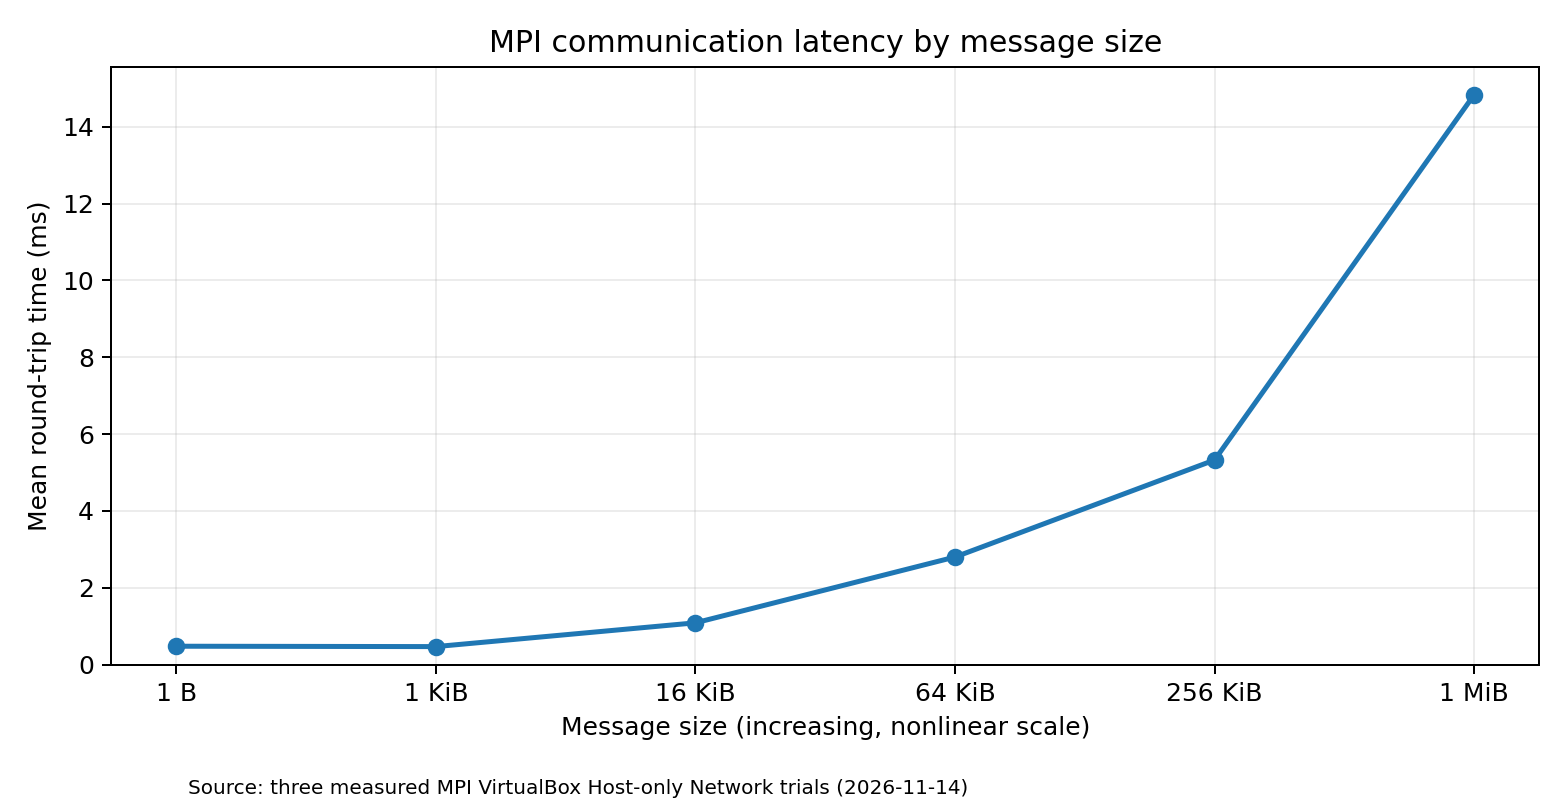 MPI communication latency by message size
Mean round-trip time (ms)
14
12
10
8
6
4
2
0
1 B
1 KiB
16 KiB
64 KiB
256 KiB
1 MiB
Message size (increasing, nonlinear scale)
Source: three measured MPI VirtualBox Host-only Network trials (2026-11-14)